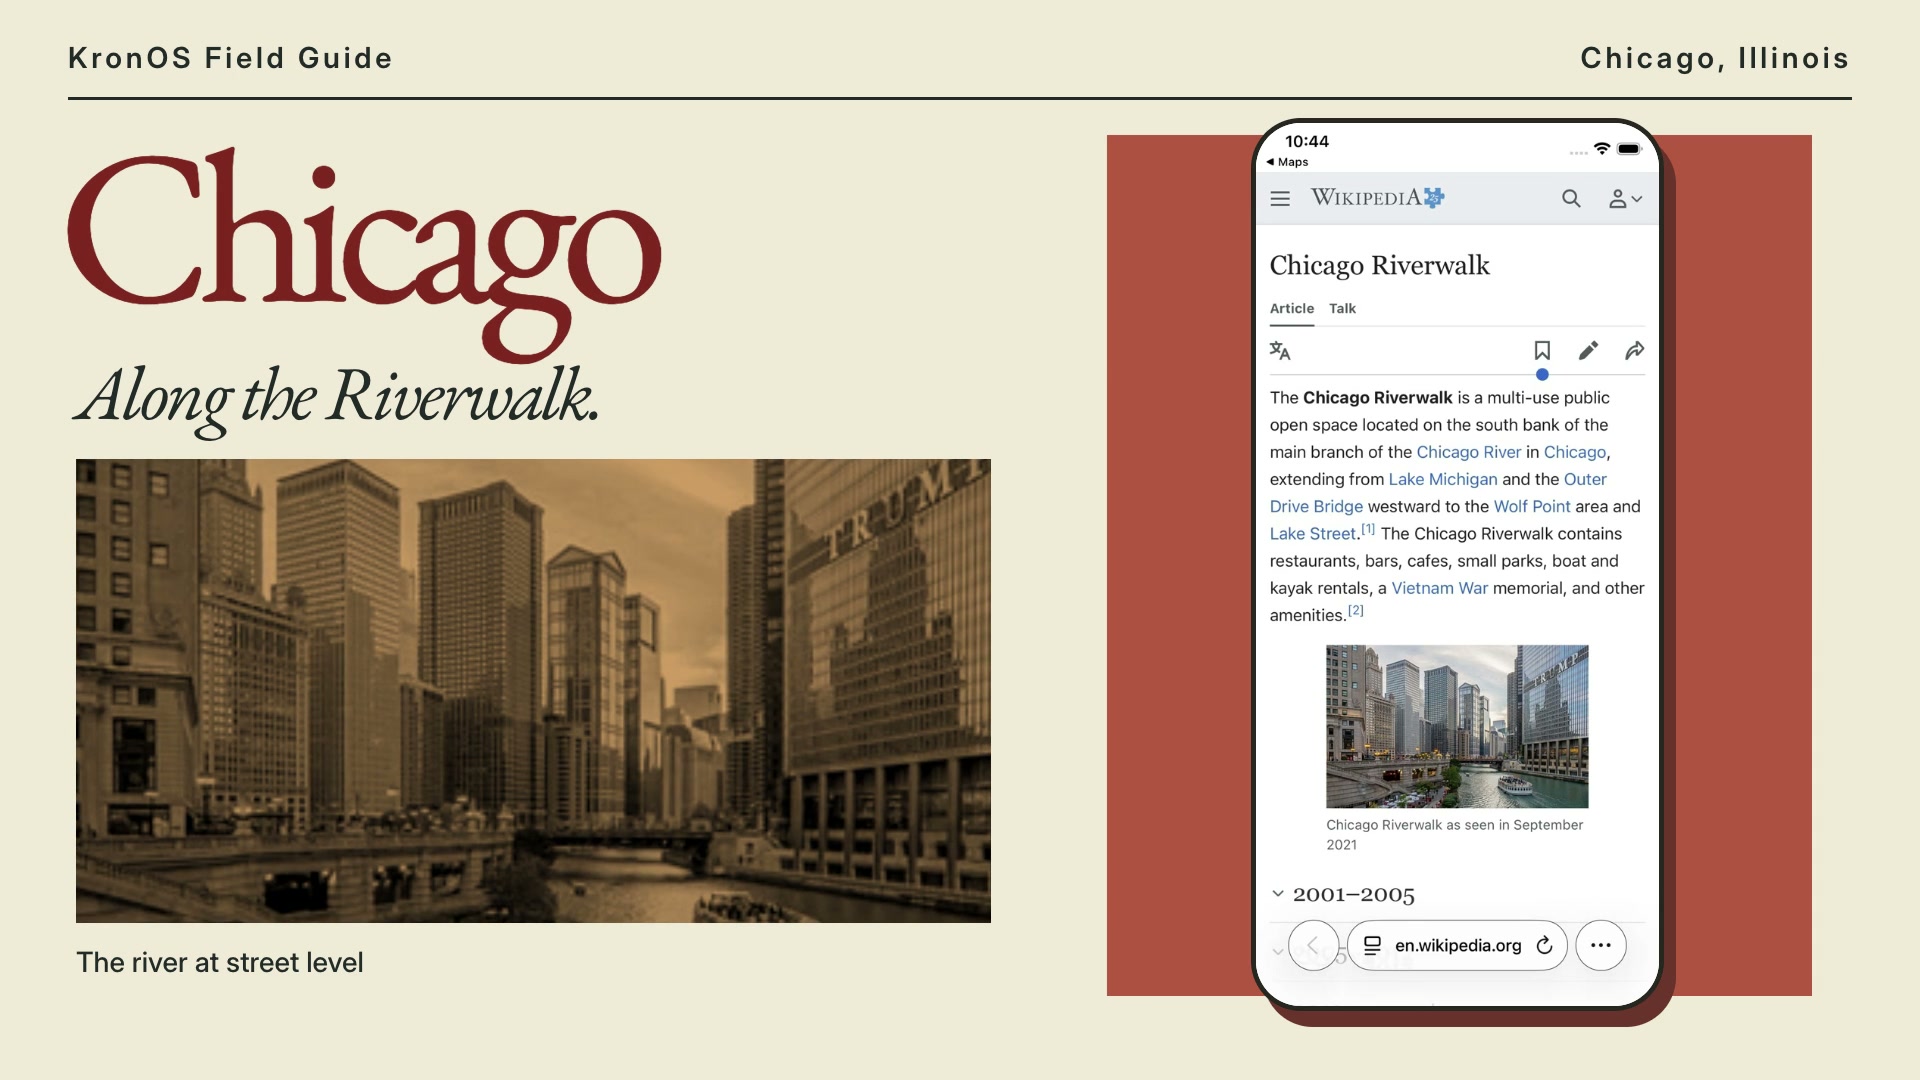 KronOS Field Guide
Chicago, Illinois
Chicago
Along the Riverwalk.
TRUMP
The river at street level
10:44
Maps
WIKIPEDIA
25
Chicago Riverwalk
Article Talk
The Chicago Riverwalk is a multi-use public
open space located on the south bank of the
main branch of the Chicago River in Chicago,
extending from Lake Michigan and the Outer
Drive Bridge westward to the Wolf Point area and
Lake Street.[1] The Chicago Riverwalk contains
restaurants, bars, cafes, small parks, boat and
kayak rentals, a Vietnam War memorial, and other
amenities.[2]
TRUMP
Chicago Riverwalk as seen in September
2021
2001–2005
en.wikipedia.org